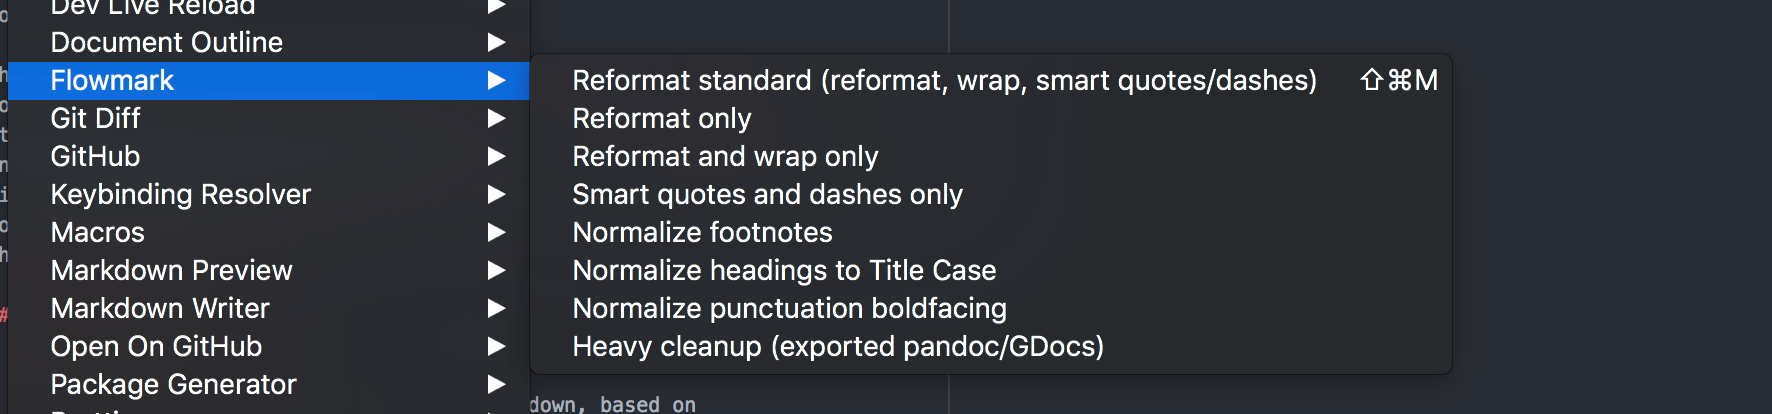 Dev Live Reload
Document Outline
Flowmark
Git Diff
GitHub
Keybinding Resolver
Macros
Markdown Preview
Markdown Writer
Open On GitHub
Package Generator
Reformat standard (reformat, wrap, smart quotes/dashes) ⇧⌘M
Reformat only
Reformat and wrap only
Smart quotes and dashes only
Normalize footnotes
Normalize headings to Title Case
Normalize punctuation boldfacing
Heavy cleanup (exported pandoc/GDocs)
down, based on
#